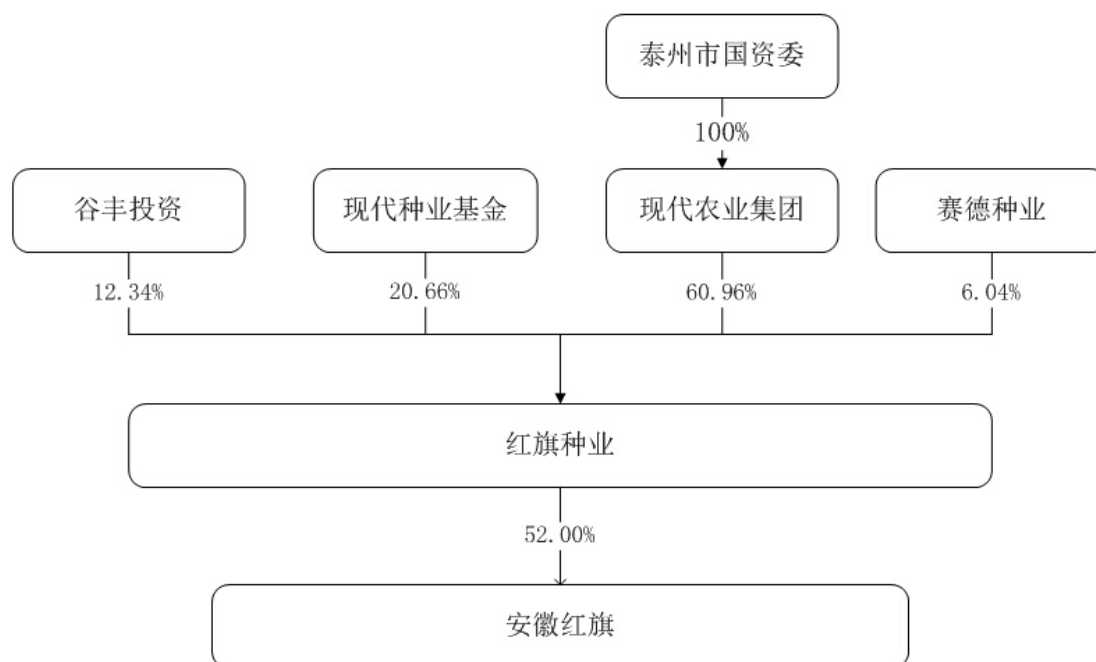 泰州市国资委
100%
谷丰投资
现代种业基金
现代农业集团
赛德种业
12.34%
20.66%
60.96%
6.04%
红旗种业
52.00%
安徽红旗